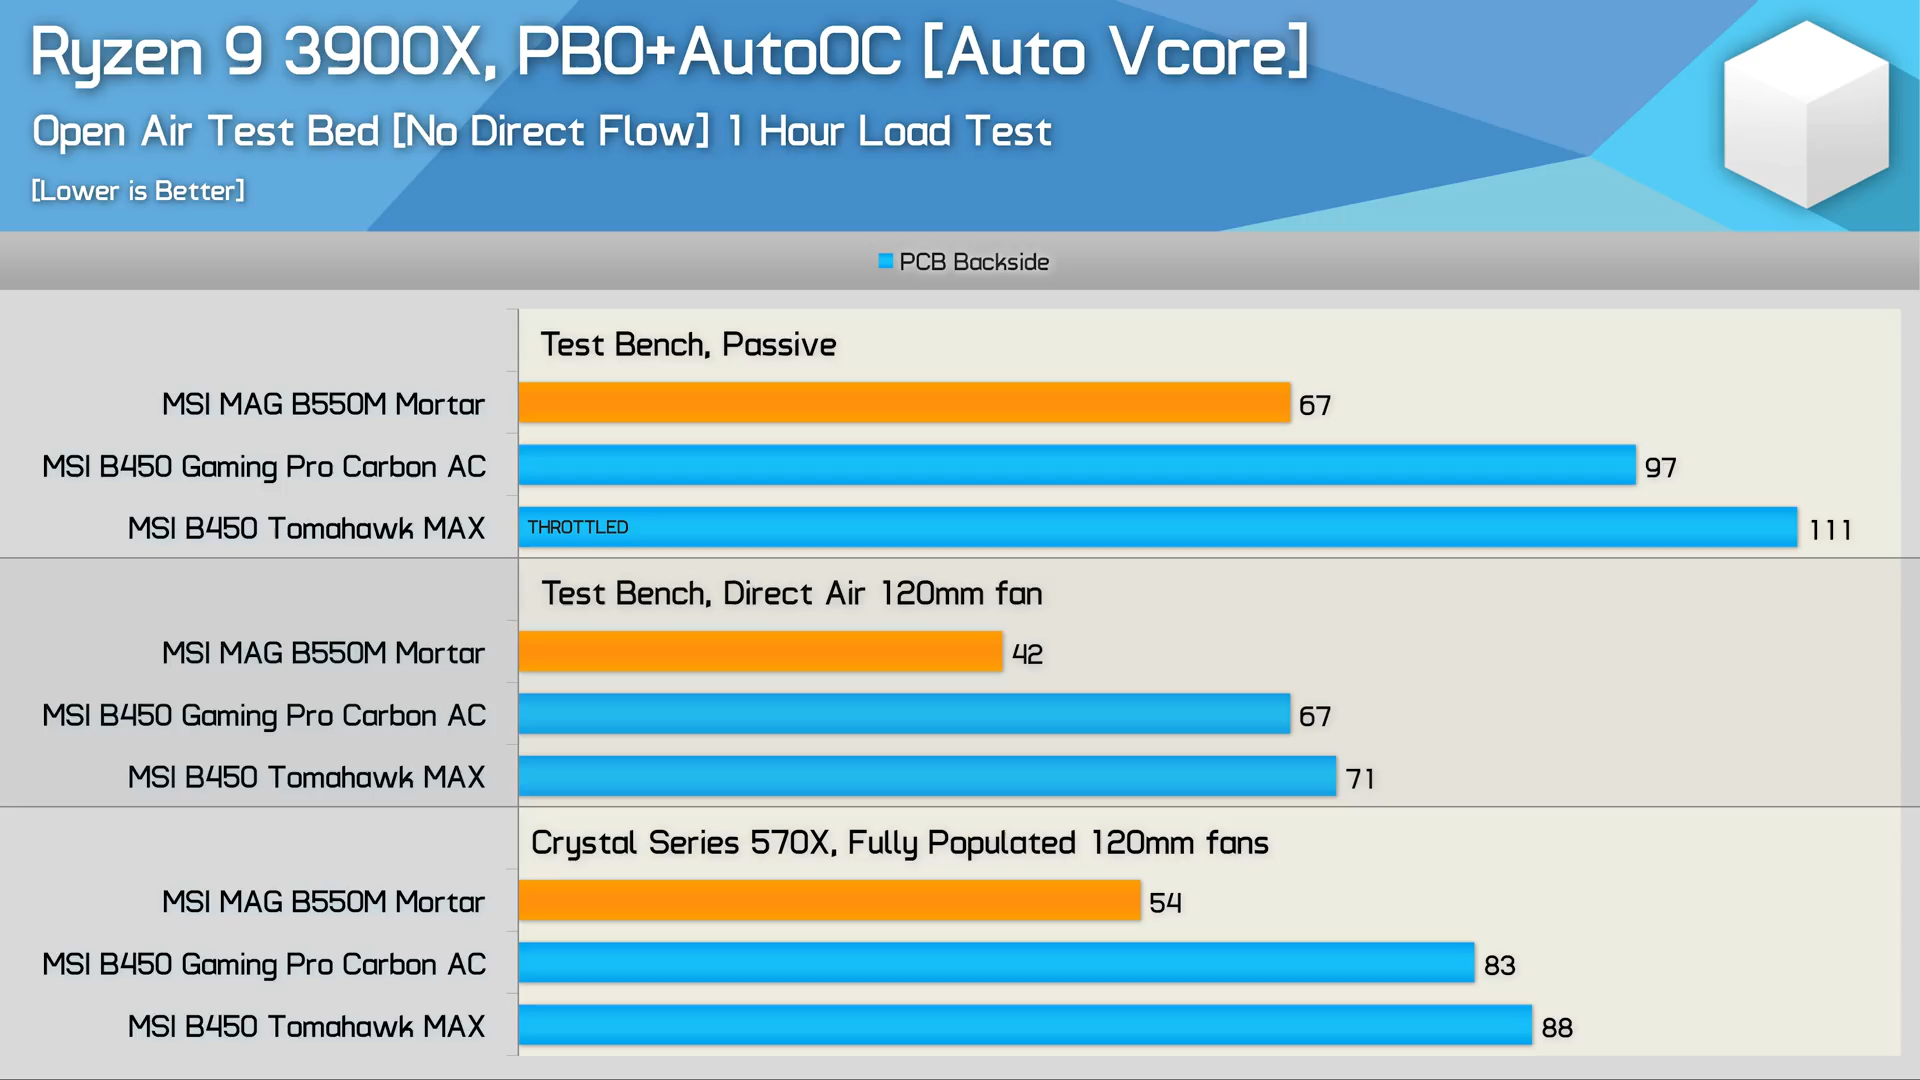 Ryzen 9 3900X, PBO+AutoOC [Auto Vcore]
Open Air Test Bed [No Direct Flow] 1 Hour Load Test
[Lower is Better]
PCB Backside
Test Bench, Passive
MSI MAG B550M Mortar 67
MSI B450 Gaming Pro Carbon AC 97
MSI B450 Tomahawk MAX THROTTLED 111
Test Bench, Direct Air 120mm fan
MSI MAG B550M Mortar 42
MSI B450 Gaming Pro Carbon AC 67
MSI B450 Tomahawk MAX 71
Crystal Series 570X, Fully Populated 120mm fans
MSI MAG B550M Mortar 54
MSI B450 Gaming Pro Carbon AC 83
MSI B450 Tomahawk MAX 88